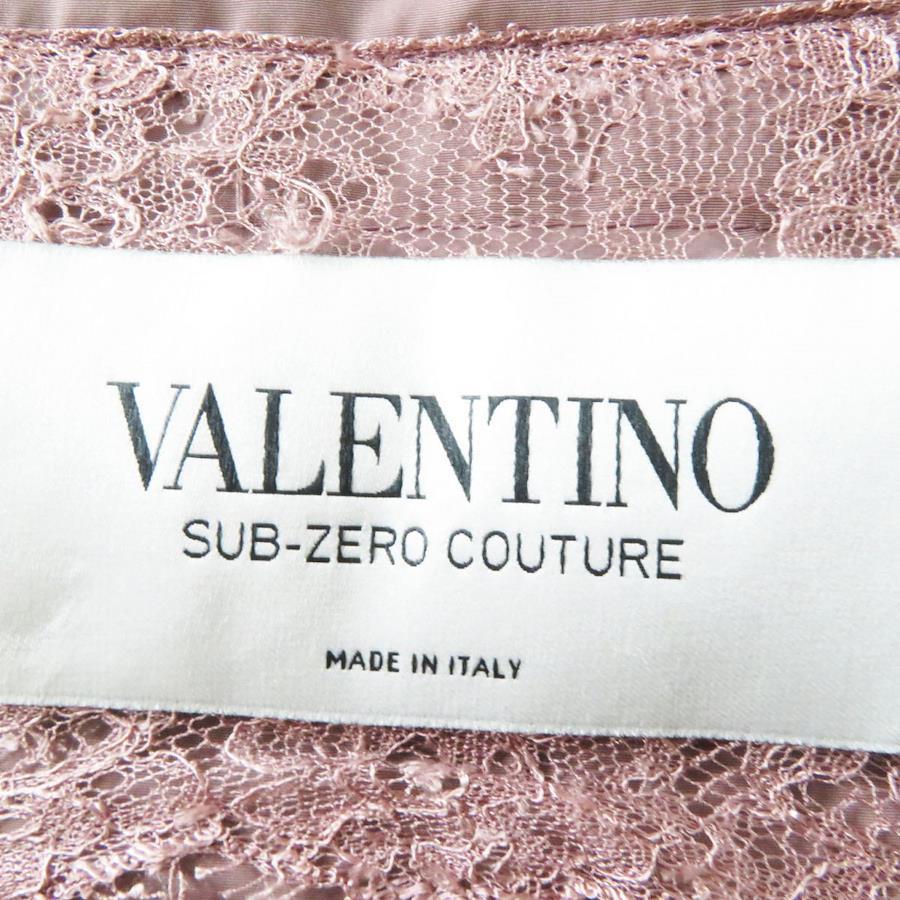 VALENTINO
SUB-ZERO COUTURE
MADE IN ITALY